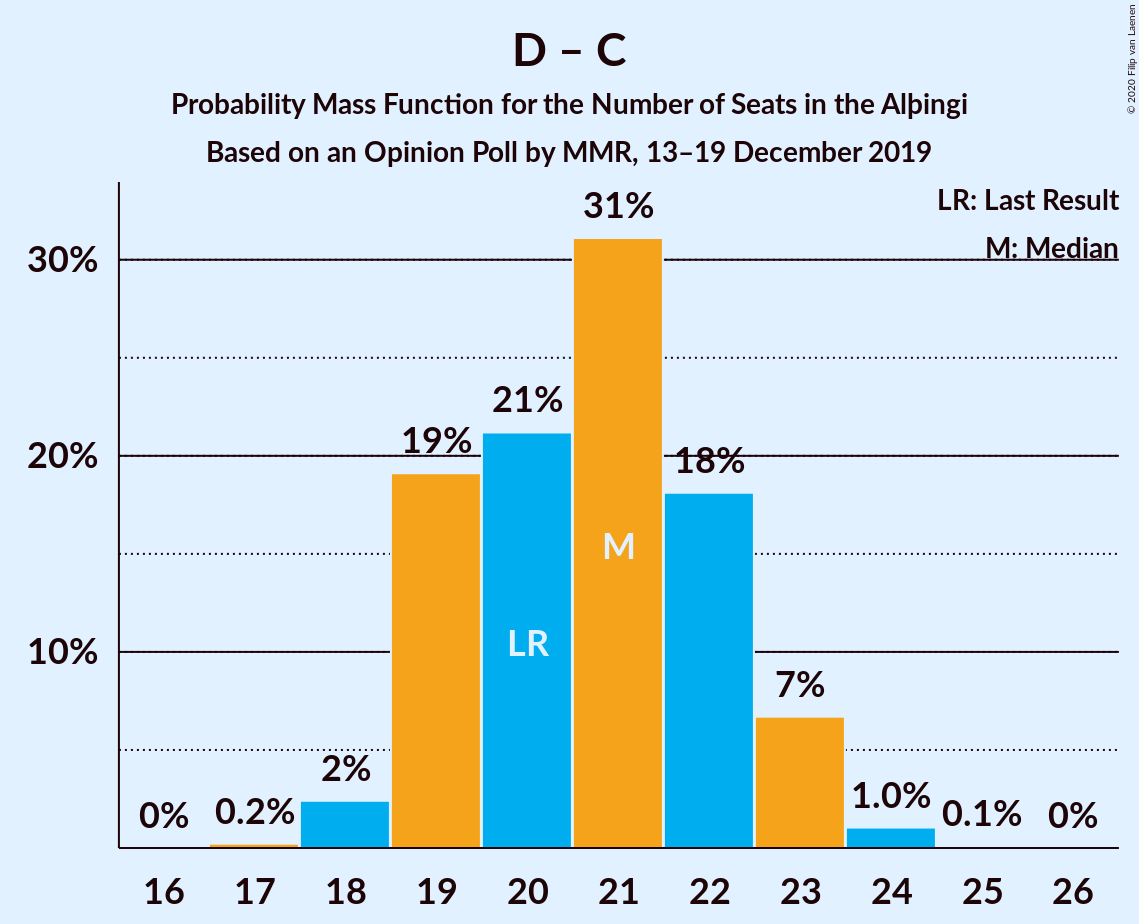 D – C
Probability Mass Function for the Number of Seats in the Alþingi
Based on an Opinion Poll by MMR, 13–19 December 2019
© 2020 Filip van Laenen
LR: Last Result
M: Median
30%
20%
10%
0%
0.2%
2%
19%
21%
31%
18%
7%
1.0%
0.1%
0%
LR
M
16 17 18 19 20 21 22 23 24 25 26